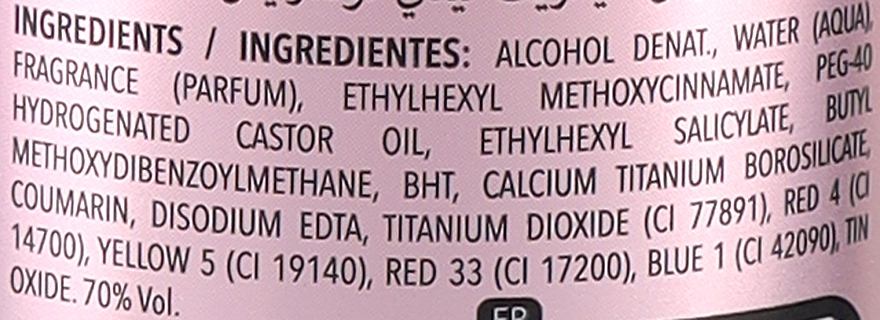 INGREDIENTS / INGREDIENTES: ALCOHOL DENAT., WATER (AQUA),
FRAGRANCE (PARFUM), ETHYLHEXYL METHOXYCINNAMATE, PEG-40
HYDROGENATED CASTOR OIL, ETHYLHEXYL SALICYLATE, BUTYL
METHOXYDIBENZOYLMETHANE, BHT, CALCIUM TITANIUM BOROSILICATE,
COUMARIN, DISODIUM EDTA, TITANIUM DIOXIDE (CI 77891), RED 4 (CI
14700), YELLOW 5 (CI 19140), RED 33 (CI 17200), BLUE 1 (CI 42090), TIN
OXIDE. 70% Vol.